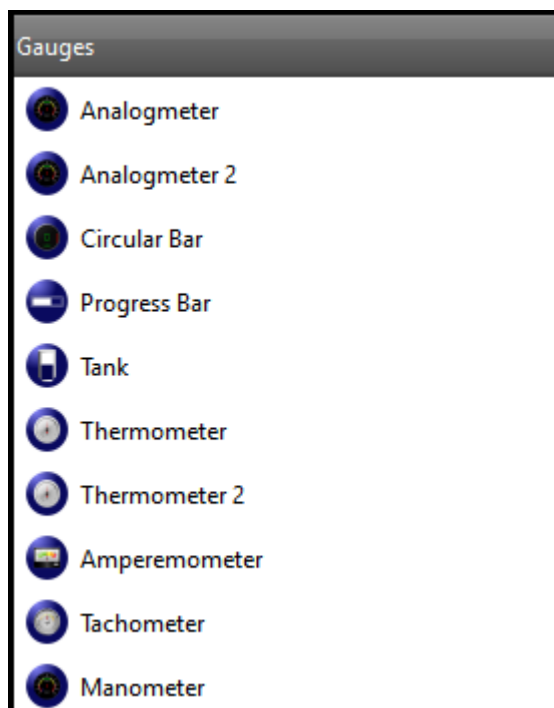 Gauges
Analogmeter
Analogmeter 2
Circular Bar
Progress Bar
Tank
Thermometer
Thermometer 2
Amperemometer
Tachometer
Manometer